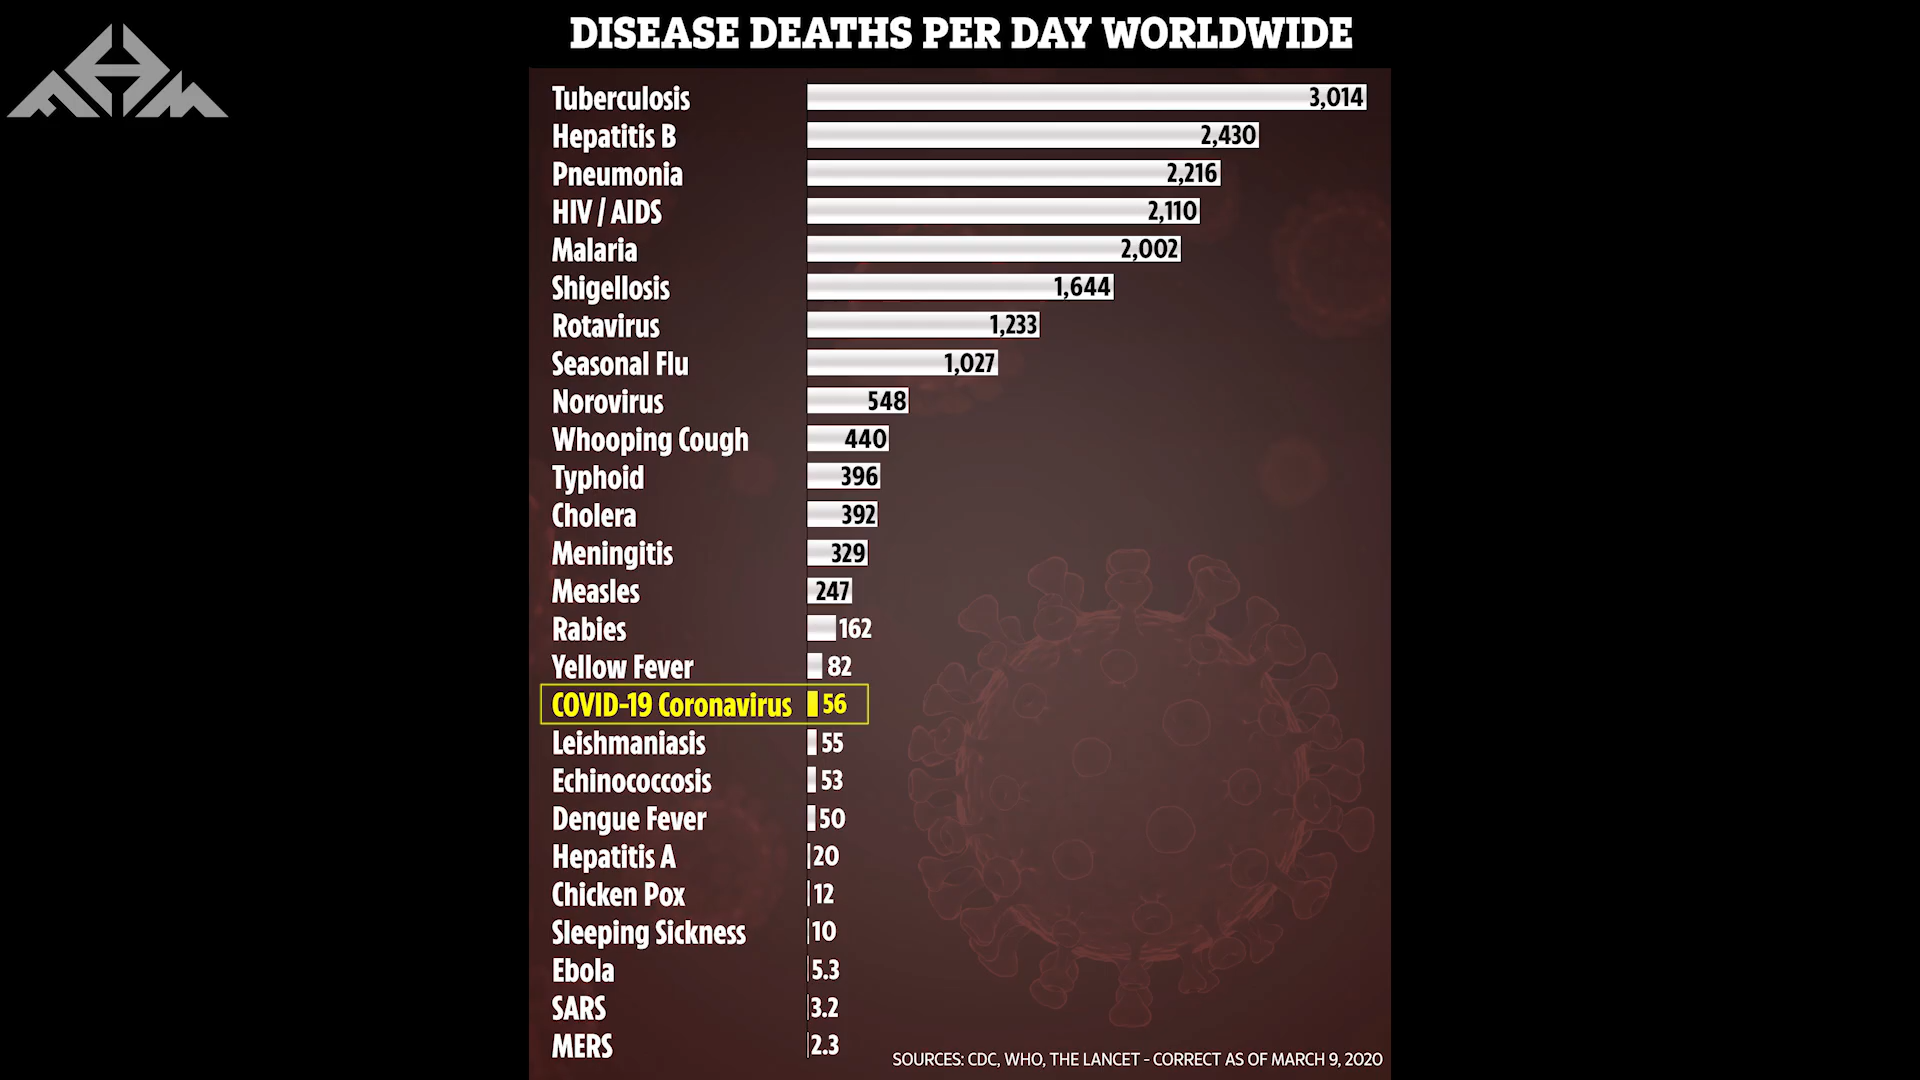 DISEASE DEATHS PER DAY WORLDWIDE
Tuberculosis 3,014
Hepatitis B 2,430
Pneumonia 2,216
HIV / AIDS 2,110
Malaria 2,002
Shigellosis 1,644
Rotavirus 1,233
Seasonal Flu 1,027
Norovirus 548
Whooping Cough 440
Typhoid 396
Cholera 392
Meningitis 329
Measles 247
Rabies 162
Yellow Fever 82
COVID-19 Coronavirus 56
Leishmaniasis 55
Echinococcosis 53
Dengue Fever 50
Hepatitis A 20
Chicken Pox 12
Sleeping Sickness 10
Ebola 5.3
SARS 3.2
MERS 2.3
SOURCES: CDC, WHO, THE LANCET - CORRECT AS OF MARCH 9, 2020